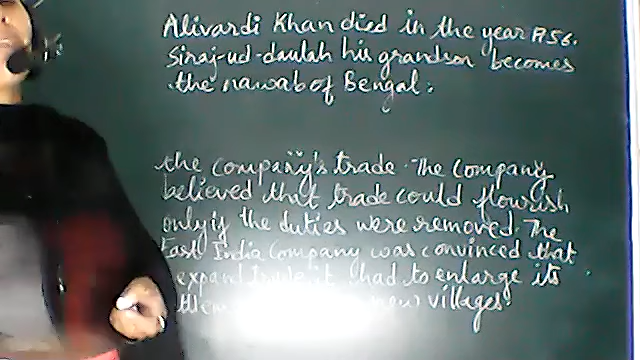 Alivardi Khan died in the year 1756.
Siraj-ud-daulah his grandson becomes
the nawab of Bengal.
the company's trade. The company
believed that trade could flourish
only if the duties were removed. The
East India Company was convinced that
expand trade it had to enlarge its
villages.